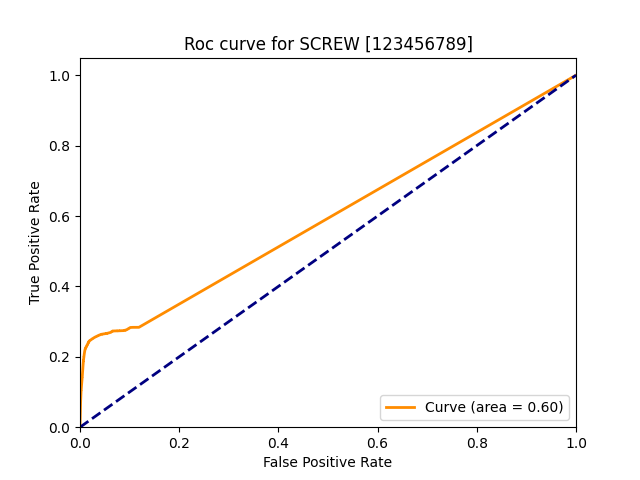 Roc curve for SCREW [123456789]
True Positive Rate
1.0
0.8
0.6
0.4
0.2
0.0
0.0 0.2 0.4 0.6 0.8 1.0
False Positive Rate
Curve (area = 0.60)